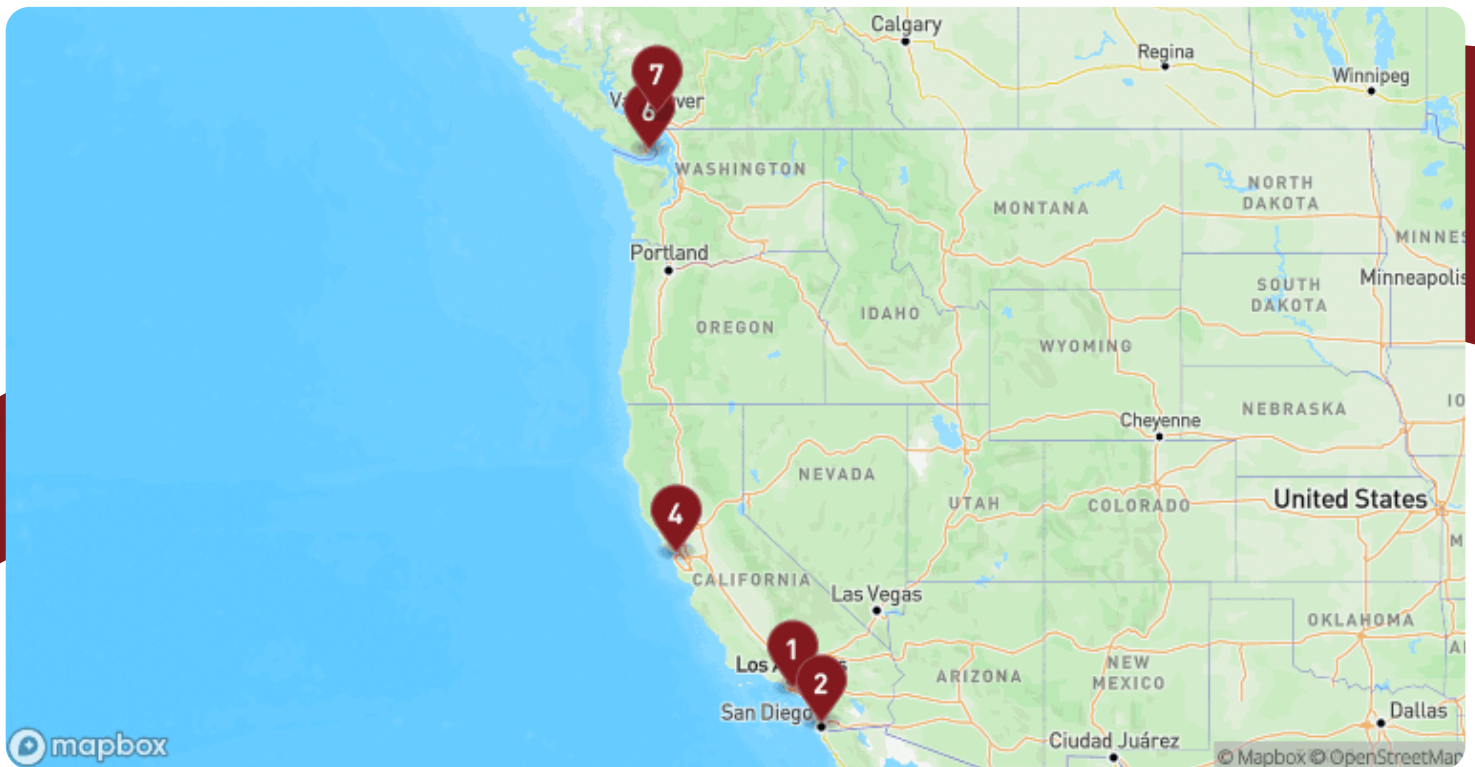 Calgary
Regina
Winnipeg
7
6
WASHINGTON
NORTH
DAKOTA
MONTANA
MINNES
Portland
Minneapolis
SOUTH
DAKOTA
IDAHO
OREGON
WYOMING
IO
NEBRASKA
Cheyenne
NEVADA
United States
UTAH
COLORADO
4
M
CALIFORNIA
Las Vegas
OKLAHOMA
1
Los
NEW
MEXICO
ARIZONA
2
San Diego
Dallas
Ciudad Juárez
mapbox
© Mapbox © OpenStreetMap